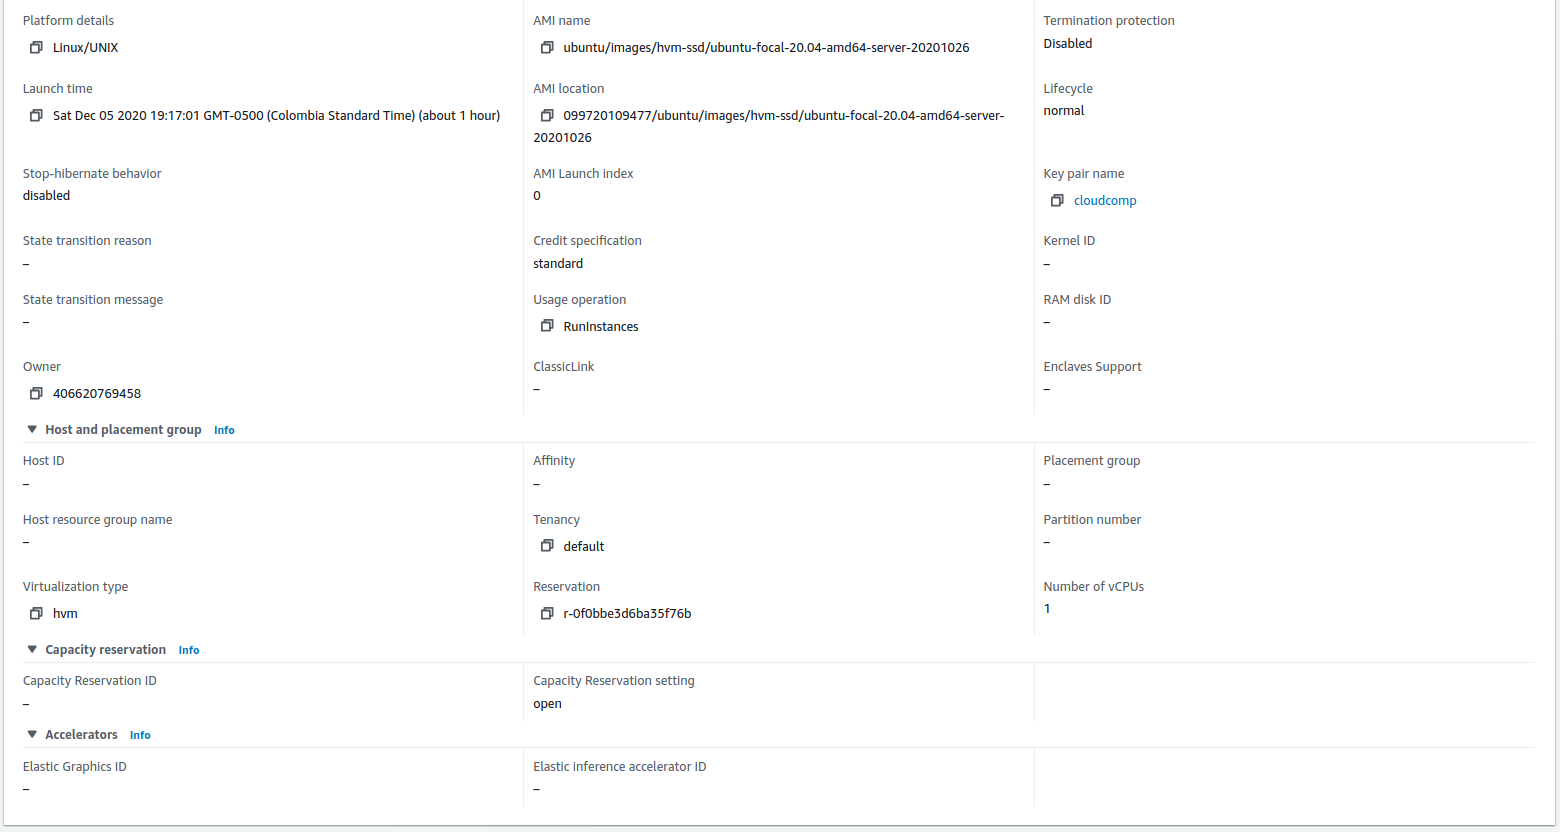 Platform details
Linux/UNIX
AMI name
ubuntu/images/hvm-ssd/ubuntu-focal-20.04-amd64-server-20201026
Termination protection
Disabled
Launch time
Sat Dec 05 2020 19:17:01 GMT-0500 (Colombia Standard Time) (about 1 hour)
AMI location
099720109477/ubuntu/images/hvm-ssd/ubuntu-focal-20.04-amd64-server-
20201026
Lifecycle
normal
Stop-hibernate behavior
disabled
AMI Launch index
0
Key pair name
cloudcomp
State transition reason
–
Credit specification
standard
Kernel ID
–
State transition message
–
Usage operation
RunInstances
RAM disk ID
–
Owner
406620769458
ClassicLink
–
Enclaves Support
–
Host and placement group Info
Host ID
–
Affinity
–
Placement group
–
Host resource group name
–
Tenancy
default
Partition number
–
Virtualization type
hvm
Reservation
r-0f0bbe3d6ba35f76b
Number of vCPUs
1
Capacity reservation Info
Capacity Reservation ID
–
Capacity Reservation setting
open
Accelerators Info
Elastic Graphics ID
–
Elastic inference accelerator ID
–